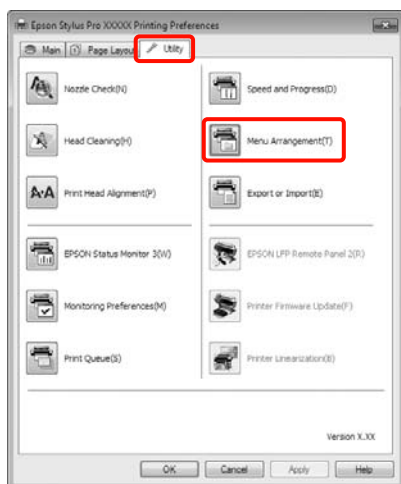 Epson Stylus Pro XXXXX Printing Preferences
Main Page Layout Utility
Nozzle Check(N)
Speed and Progress(D)
Head Cleaning(H)
Menu Arrangement(T)
A·A Print Head Alignment(P)
Export or Import(E)
EPSON Status Monitor 3(W)
EPSON LFP Remote Panel 2(R)
Monitoring Preferences(M)
Printer Firmware Update(F)
Print Queue(S)
Printer Linearization(B)
Version X.XX
OK Cancel Apply Help